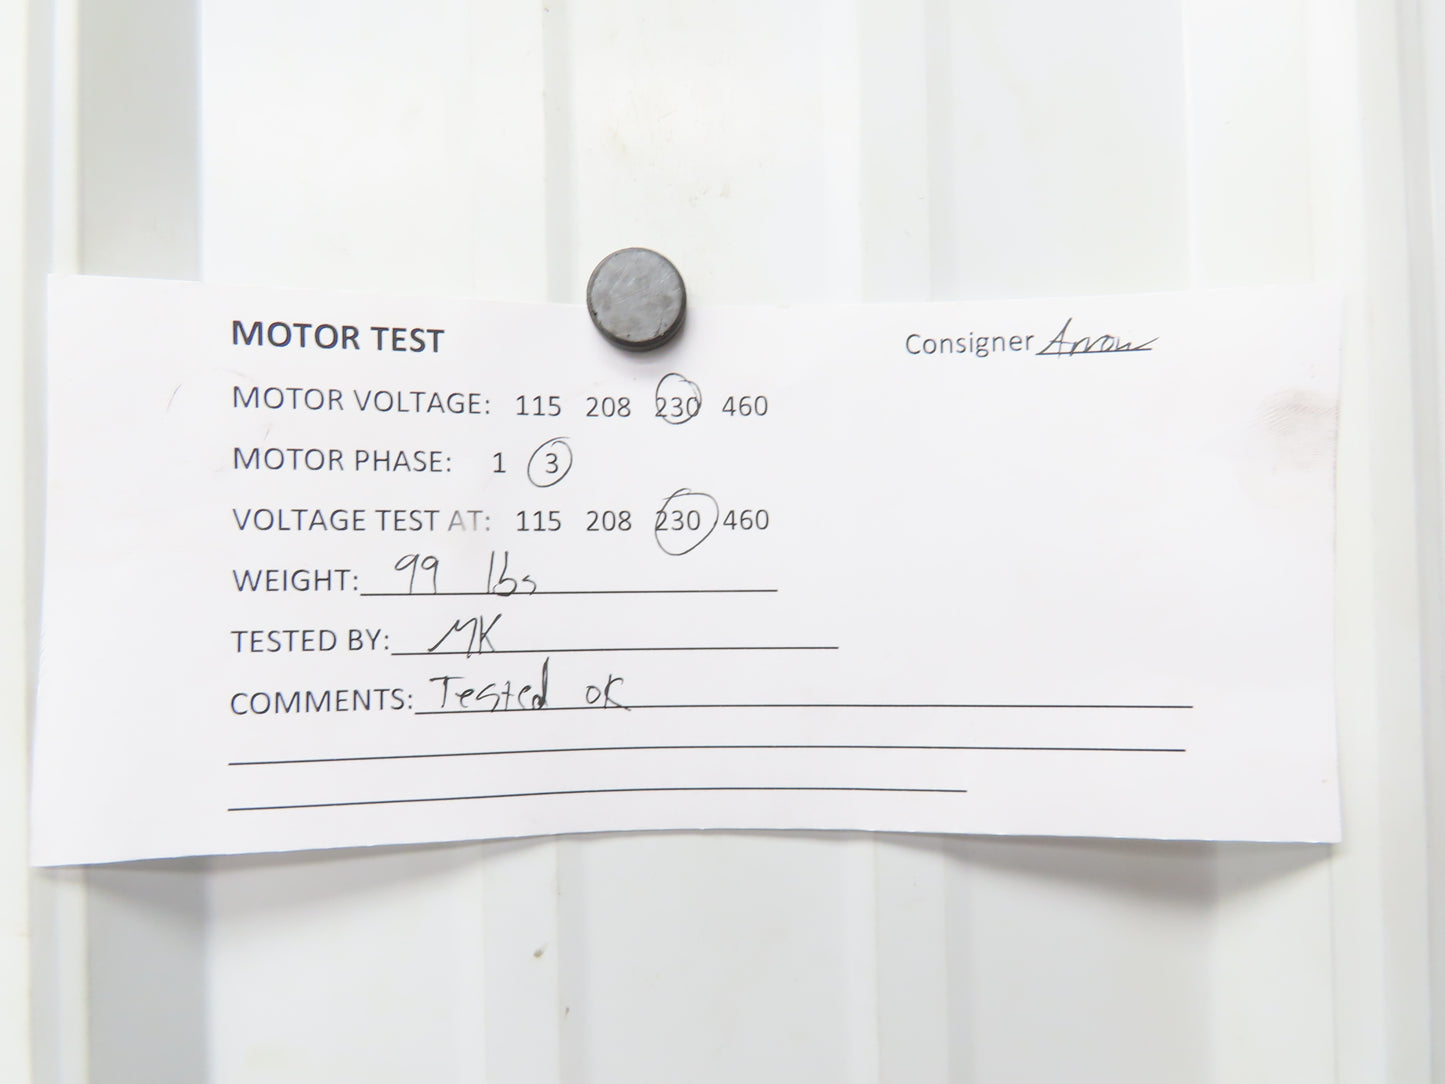 MOTOR TEST Consigner Arrow
MOTOR VOLTAGE: 115 208 230 460
MOTOR PHASE: 1 3
VOLTAGE TEST AT: 115 208 230 460
WEIGHT: 99 lbs
TESTED BY: MK
COMMENTS: Tested OK